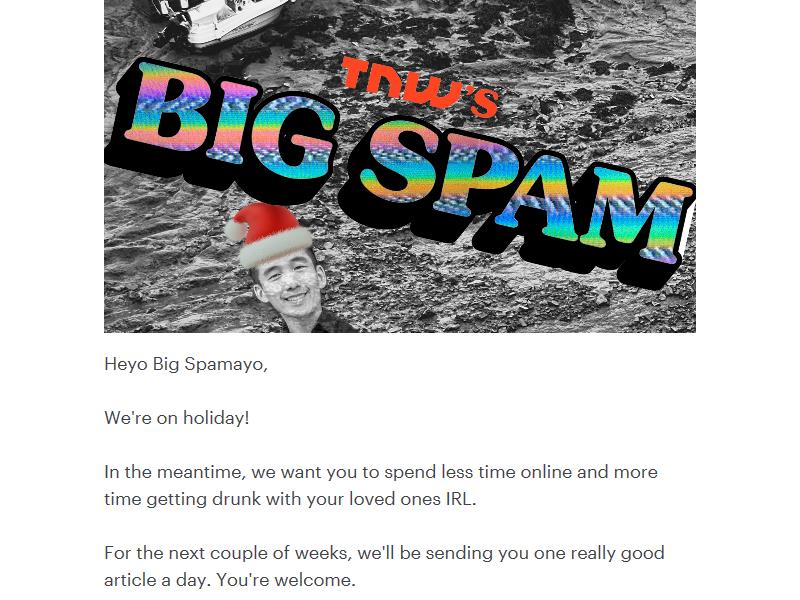 TNW's
BIG SPAM
Heyo Big Spamayo,
We're on holiday!
In the meantime, we want you to spend less time online and more
time getting drunk with your loved ones IRL.
For the next couple of weeks, we'll be sending you one really good
article a day. You're welcome.